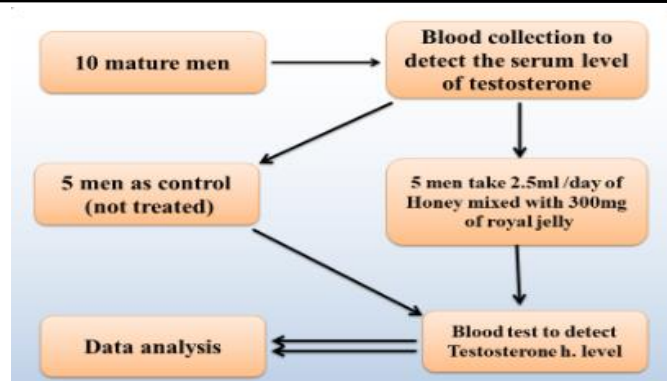 10 mature men
Blood collection to
detect the serum level
of testosterone
5 men as control
(not treated)
5 men take 2.5ml /day of
Honey mixed with 300mg
of royal jelly
Data analysis
Blood test to detect
Testosterone h. level